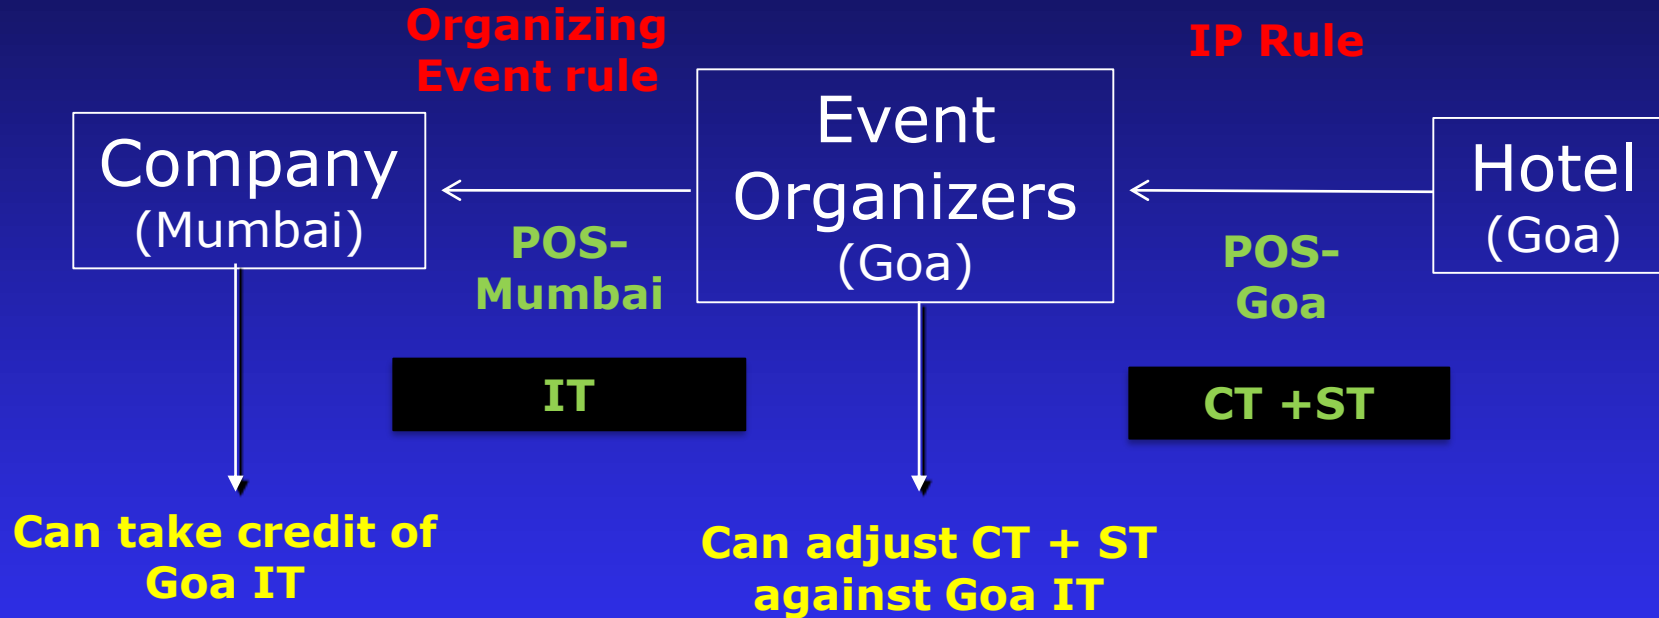 Organizing
Event rule
IP Rule
Company
(Mumbai)
Event
Organizers
(Goa)
Hotel
(Goa)
POS-
Mumbai
POS-
Goa
IT
CT +ST
Can take credit of
Goa IT
Can adjust CT + ST
against Goa IT